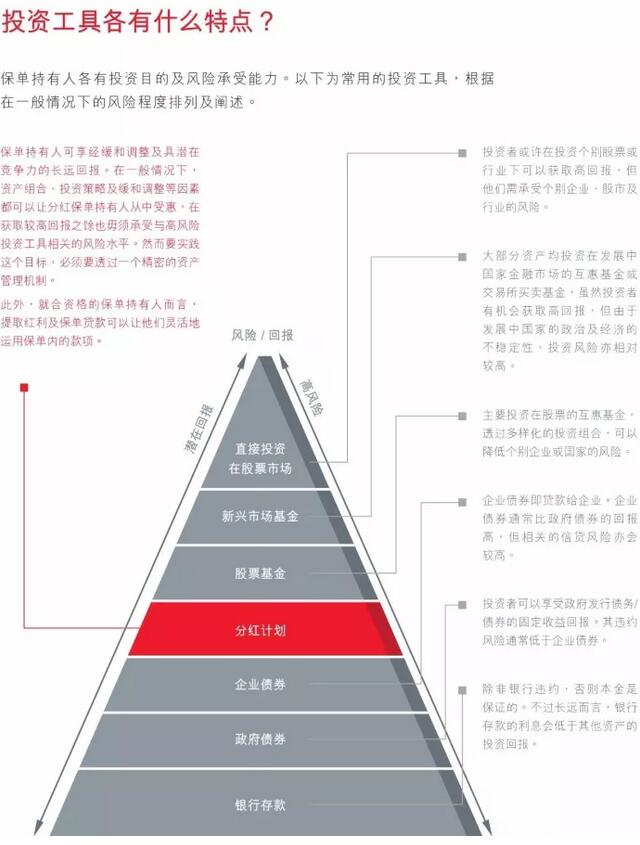 投资工具各有什么特点？
保单持有人各有投资目的及风险承受能力。以下为常用的投资工具，根据
在一般情况下的风险程度排列及阐述。
保单持有人可享经缓和调整及具潜在
竞争力的长远回报。在一般情况下，
资产组合、投资策略及缓和调整等因素
都可以让分红保单持有人从中受惠，在
获取较高回报之馀也毋须承受与高风险
投资工具相关的风险水平。然而要实践
这个目标，必须要透过一个精密的资产
管理机制。
此外，就合资格的保单持有人而言，
提取红利及保单贷款可以让他们灵活地
运用保单内的款项。
风险 / 回报
潜在回报
高风险
直接投资
在股票市场
新兴市场基金
股票基金
分红计划
企业债券
政府债券
银行存款
投资者或许在投资个别股票或
行业下可以获取高回报，但
他们需承受个别企业、股市及
行业的风险。
大部分资产均投资在发展中
国家金融市场的互惠基金或
交易所买卖基金，虽然投资者
有机会获取高回报，但由于
发展中国家的政治及经济的
不稳定性，投资风险亦相对
较高。
主要投资在股票的互惠基金，
透过多样化的投资组合，可以
降低个别企业或国家的风险。
企业债券即贷款给企业。企业
债券通常比政府债券的回报
高，但相关的信贷风险亦会
较高。
投资者可以享受政府发行债务/
债券的固定收益回报。其违约
风险通常低于企业债券。
除非银行违约，否则本金是
保证的。不过长远而言，银行
存款的利息会低于其他资产的
投资回报。